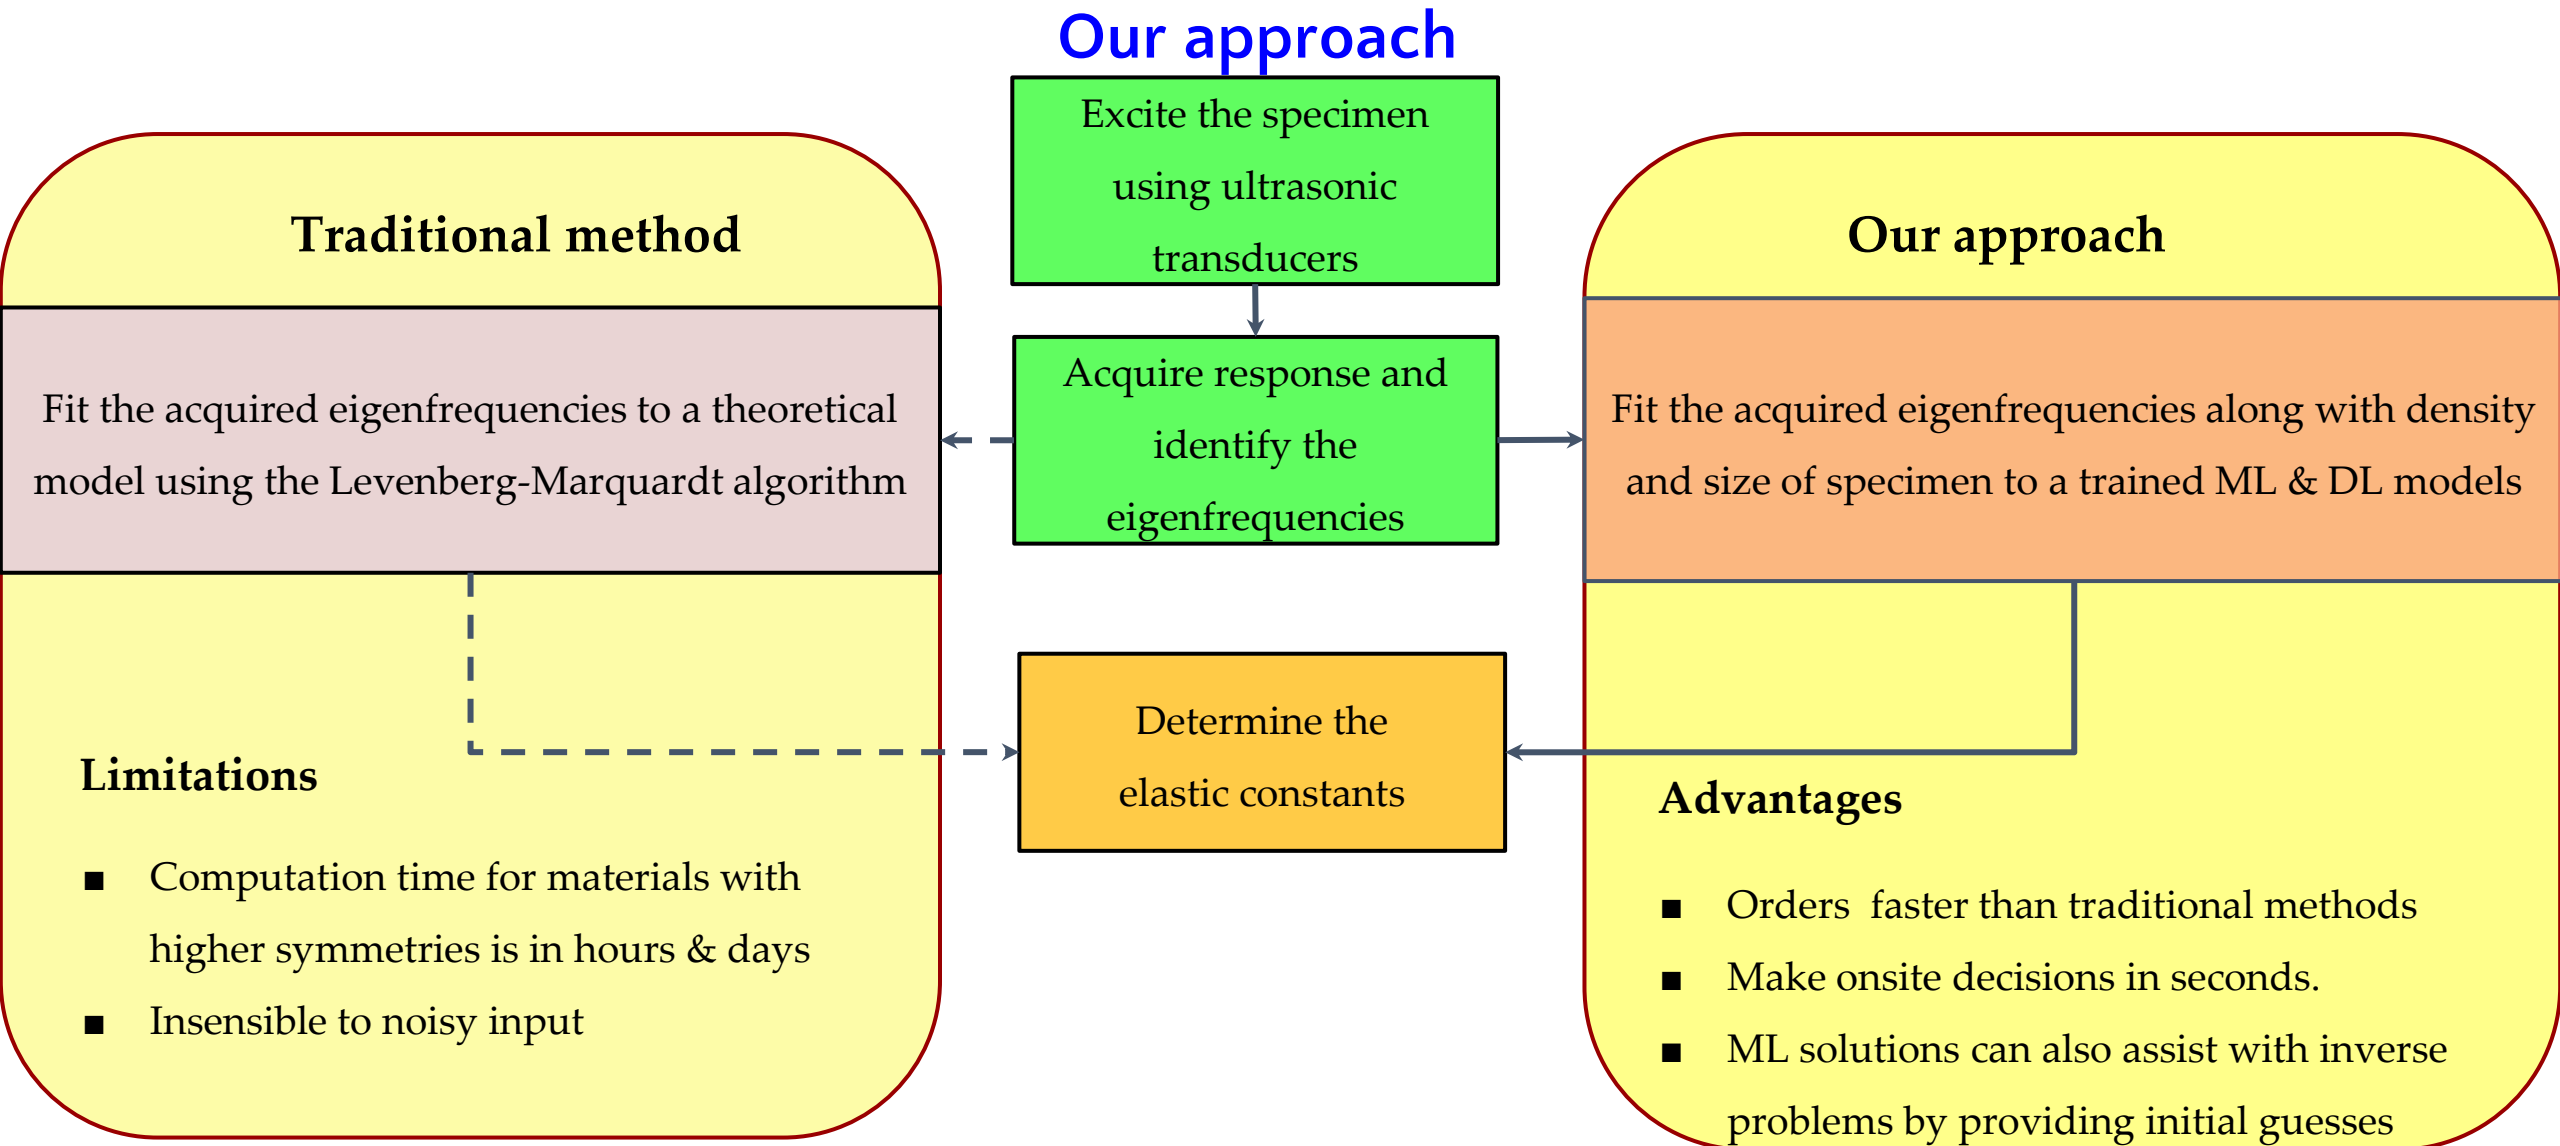 Our approach
Excite the specimen
using ultrasonic
transducers
Traditional method
Fit the acquired eigenfrequencies to a theoretical
model using the Levenberg-Marquardt algorithm
Acquire response and
identify the
eigenfrequencies
Our approach
Fit the acquired eigenfrequencies along with density
and size of specimen to a trained ML & DL models
Determine the
elastic constants
Limitations
▪ Computation time for materials with
higher symmetries is in hours & days
▪ Insensible to noisy input
Advantages
▪ Orders  faster than traditional methods
▪ Make onsite decisions in seconds.
▪ ML solutions can also assist with inverse
problems by providing initial guesses